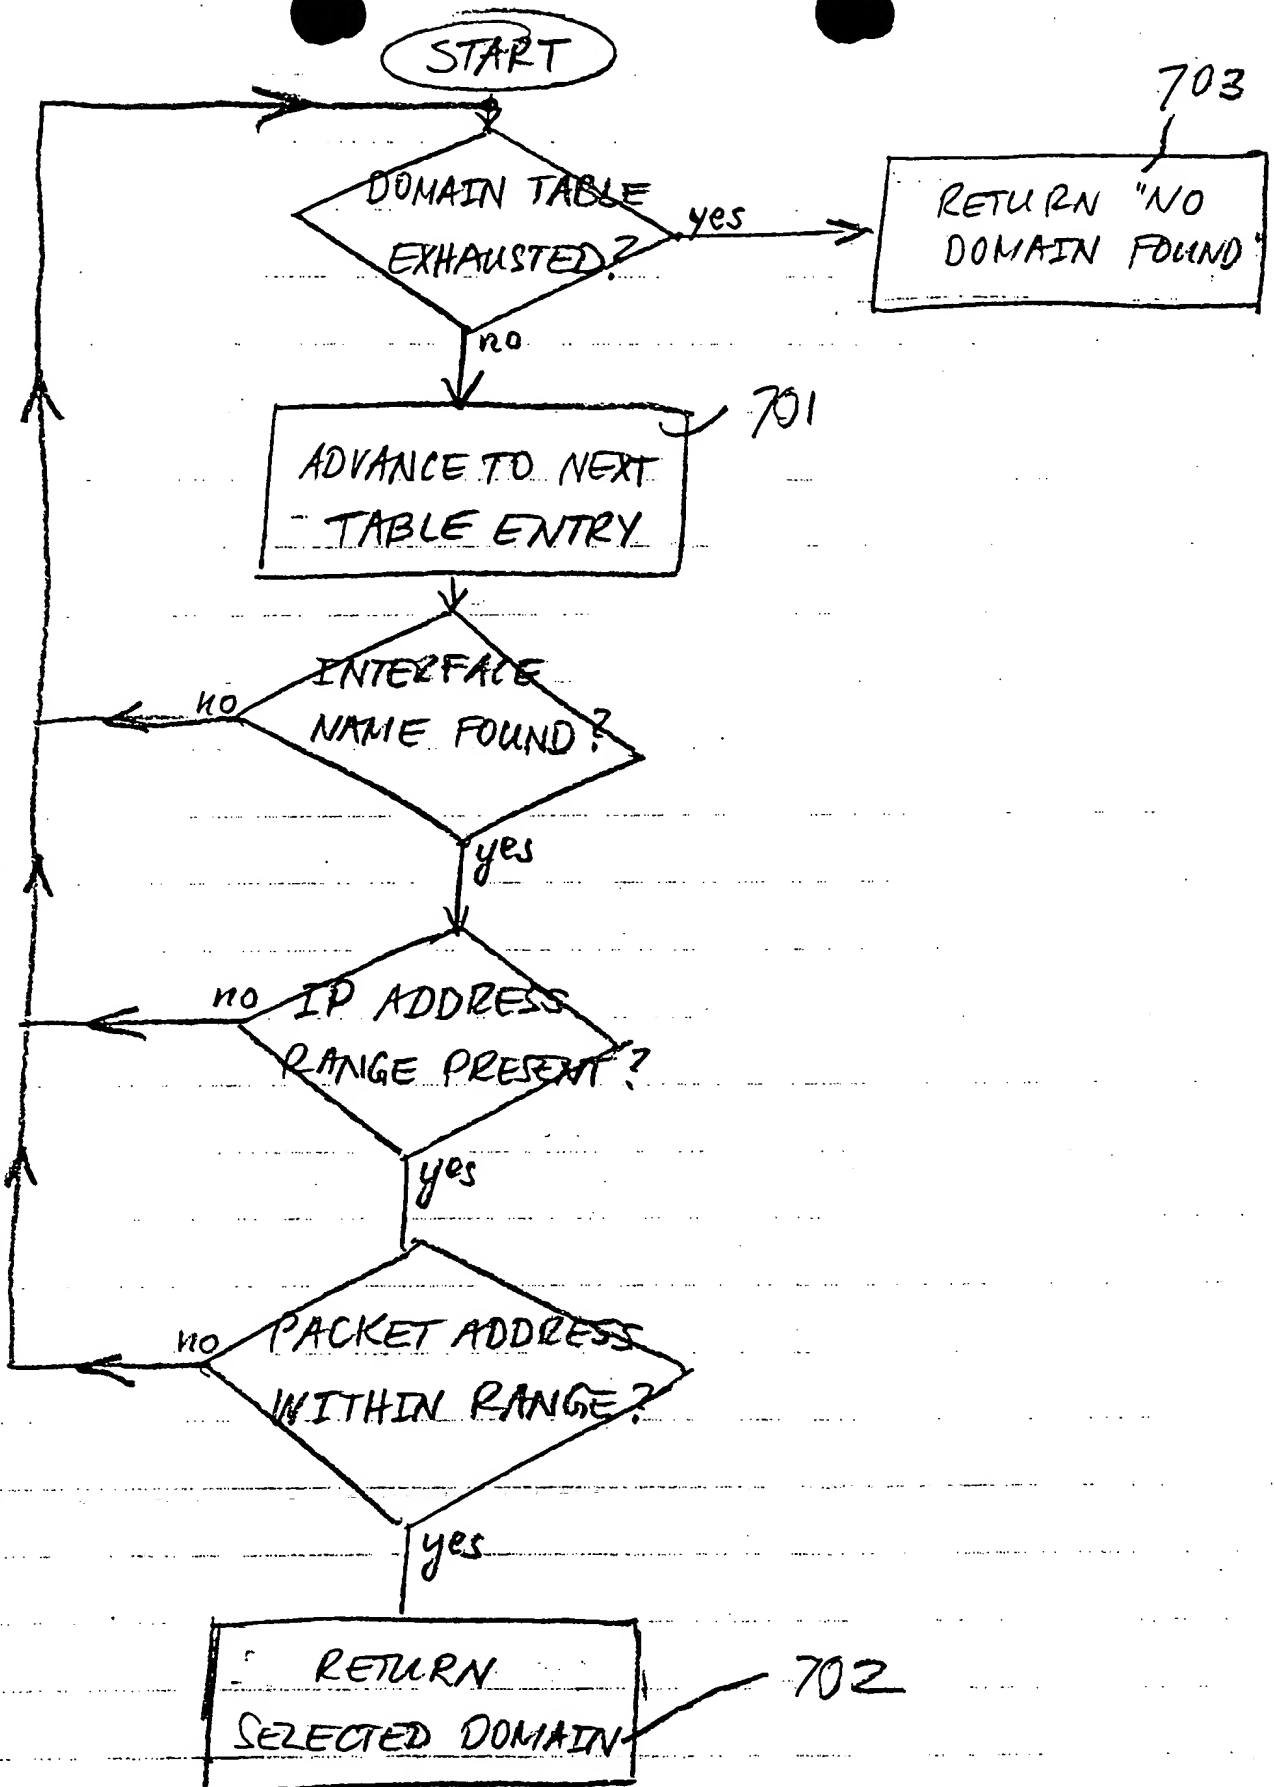 START
703
DOMAIN TABLE
EXHAUSTED?
yes
RETURN "NO
DOMAIN FOUND"
no
701
ADVANCE TO NEXT
TABLE ENTRY
INTERFACE
NAME FOUND?
no
yes
IP ADDRESS
RANGE PRESENT?
no
yes
PACKET ADDRESS
WITHIN RANGE?
no
yes
RETURN
SELECTED DOMAIN
702